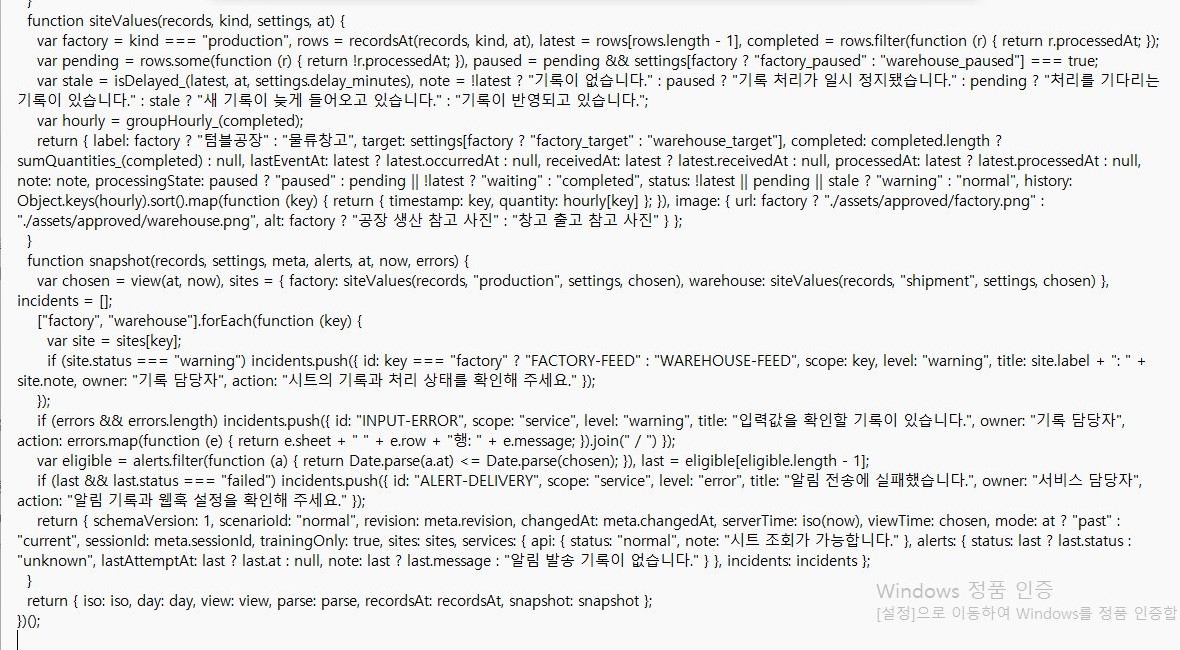 }
function siteValues(records, kind, settings, at) {
var factory = kind === "production", rows = recordsAt(records, kind, at), latest = rows[rows.length - 1], completed = rows.filter(function (r) { return r.processedAt; });
var pending = rows.some(function (r) { return !r.processedAt; }), paused = pending && settings[factory ? "factory_paused" : "warehouse_paused"] === true;
var stale = isDelayed_(latest, at, settings.delay_minutes), note = !latest ? "기록이 없습니다." : paused ? "기록 처리가 일시 정지됐습니다." : pending ? "처리를 기다리는
기록이 있습니다." : stale ? "새 기록이 늦게 들어오고 있습니다." : "기록이 반영되고 있습니다.";
var hourly = groupHourly_(completed);
return { label: factory ? "텀블공장" : "물류창고", target: settings[factory ? "factory_target" : "warehouse_target"], completed: completed.length ?
sumQuantities_(completed) : null, lastEventAt: latest ? latest.occurredAt : null, receivedAt: latest ? latest.receivedAt : null, processedAt: latest ? latest.processedAt : null,
note: note, processingState: paused ? "paused" : pending || !latest ? "waiting" : "completed", status: !latest || pending || stale ? "warning" : "normal", history:
Object.keys(hourly).sort().map(function (key) { return { timestamp: key, quantity: hourly[key] }; }), image: { url: factory ? "./assets/approved/factory.png" :
"./assets/approved/warehouse.png", alt: factory ? "공장 생산 참고 사진" : "창고 출고 참고 사진" } };
}
function snapshot(records, settings, meta, alerts, at, now, errors) {
var chosen = view(at, now), sites = { factory: siteValues(records, "production", settings, chosen), warehouse: siteValues(records, "shipment", settings, chosen) },
incidents = [];
["factory", "warehouse"].forEach(function (key) {
var site = sites[key];
if (site.status === "warning") incidents.push({ id: key === "factory" ? "FACTORY-FEED" : "WAREHOUSE-FEED", scope: key, level: "warning", title: site.label + ": " +
site.note, owner: "기록 담당자", action: "시트의 기록과 처리 상태를 확인해 주세요." });
});
if (errors && errors.length) incidents.push({ id: "INPUT-ERROR", scope: "service", level: "warning", title: "입력값을 확인할 기록이 있습니다.", owner: "기록 담당자",
action: errors.map(function (e) { return e.sheet + " " + e.row + "행: " + e.message; }).join(" / ") });
var eligible = alerts.filter(function (a) { return Date.parse(a.at) <= Date.parse(chosen); }), last = eligible[eligible.length - 1];
if (last && last.status === "failed") incidents.push({ id: "ALERT-DELIVERY", scope: "service", level: "error", title: "알림 전송에 실패했습니다.", owner: "서비스 담당자",
action: "알림 기록과 웹훅 설정을 확인해 주세요." });
return { schemaVersion: 1, scenarioId: "normal", revision: meta.revision, changedAt: meta.changedAt, serverTime: iso(now), viewTime: chosen, mode: at ? "past" :
"current", sessionId: meta.sessionId, trainingOnly: true, sites: sites, services: { api: { status: "normal", note: "시트 조회가 가능합니다." }, alerts: { status: last ? last.status :
"unknown", lastAttemptAt: last ? last.at : null, note: last ? last.message : "알림 발송 기록이 없습니다." } }, incidents: incidents };
}
return { iso: iso, day: day, view: view, parse: parse, recordsAt: recordsAt, snapshot: snapshot };
})();
Windows 정품 인증
[설정]으로 이동하여 Windows를 정품 인증합